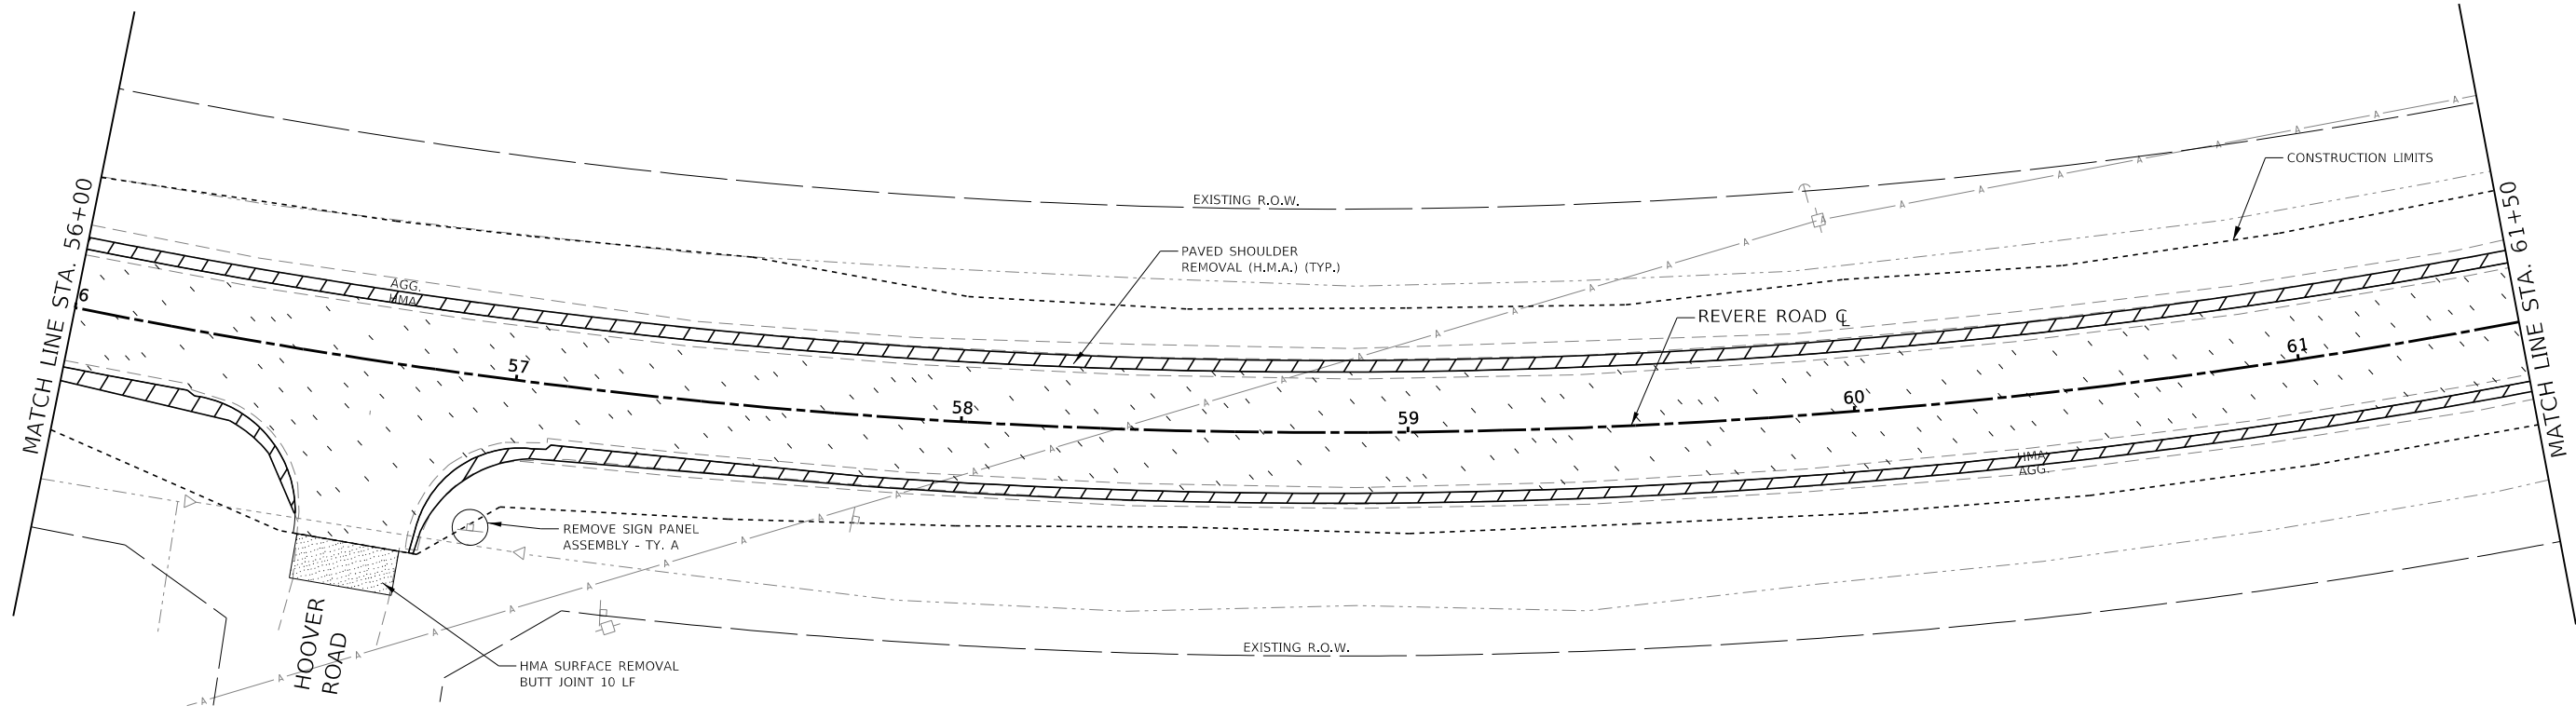 MATCH LINE STA. 56+00
EXISTING R.O.W.
CONSTRUCTION LIMITS
PAVED SHOULDER
REMOVAL (H.M.A.) (TYP.)
AGG.
HMA
REVERE ROAD ℄
6
57
58
59
60
61
MATCH LINE STA. 61+50
HMA
AGG.
REMOVE SIGN PANEL
ASSEMBLY - TY. A
HOOVER
ROAD
HMA SURFACE REMOVAL
BUTT JOINT 10 LF
EXISTING R.O.W.
A A A A A A A A A A A A A A A A A A A A A A A A A A A A A A